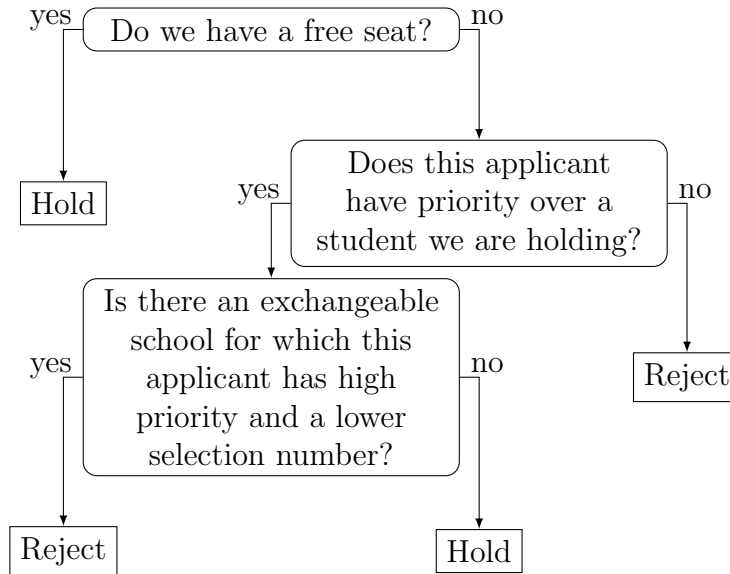 yes
Do we have a free seat?
no
Hold
yes
Does this applicant
have priority over a
student we are holding?
no
Reject
yes
Is there an exchangeable
school for which this
applicant has high
priority and a lower
selection number?
no
Reject
Hold